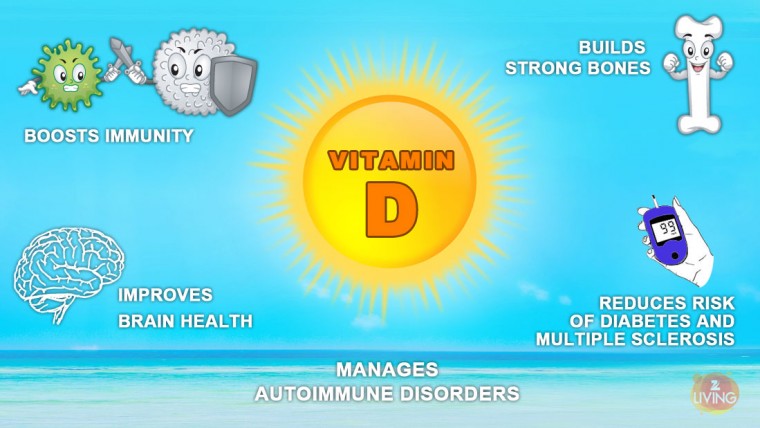 BUILDS
STRONG BONES
BOOSTS IMMUNITY
VITAMIN
D
99
IMPROVES
BRAIN HEALTH
REDUCES RISK
OF DIABETES AND
MULTIPLE SCLEROSIS
MANAGES
AUTOIMMUNE DISORDERS
Z
LIVING